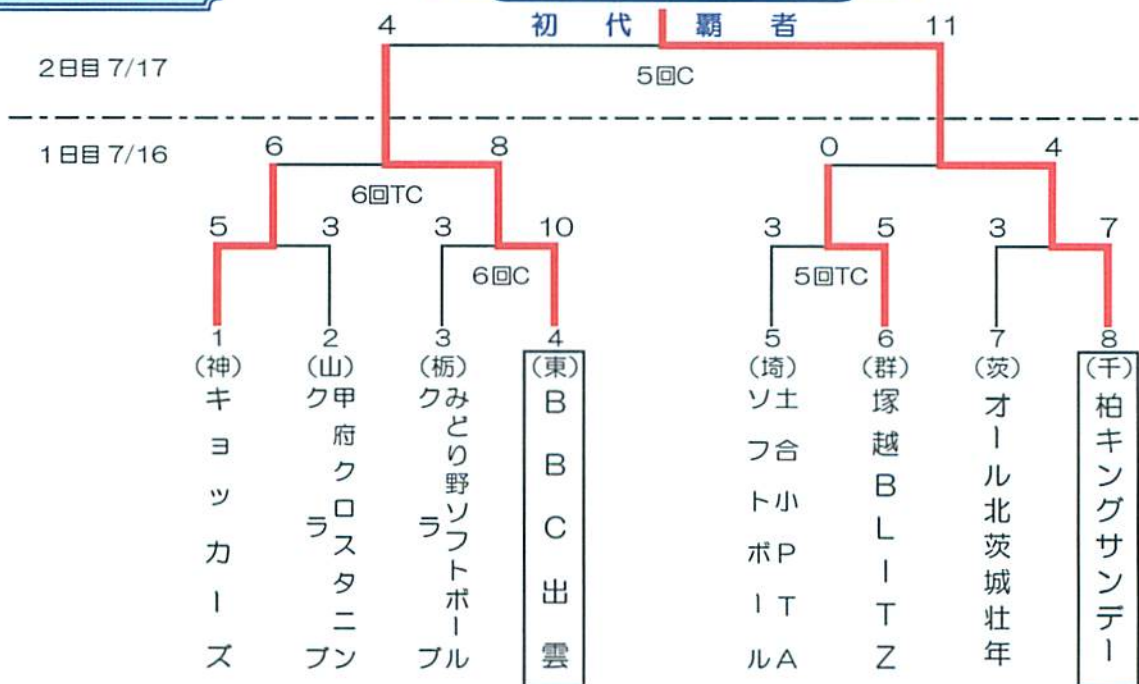 4 初代覇者 11
2日目 7/17
5回C
1日目 7/16
6 8 0 4
6回TC
5 3 3 10 3 5 3 7
6回C 5回TC
1 2 3 4 5 6 7 8
(神) (山) (栃) (東) (埼) (群) (茨) (千)
キョッカーズ
甲府クロスタニン
クラブ
みどり野ソフトボール
クラブ
BBC出雲
土合小PTA
ソフトボール
塚越BLITZ
オール北茨城壮年
柏キングサンデー